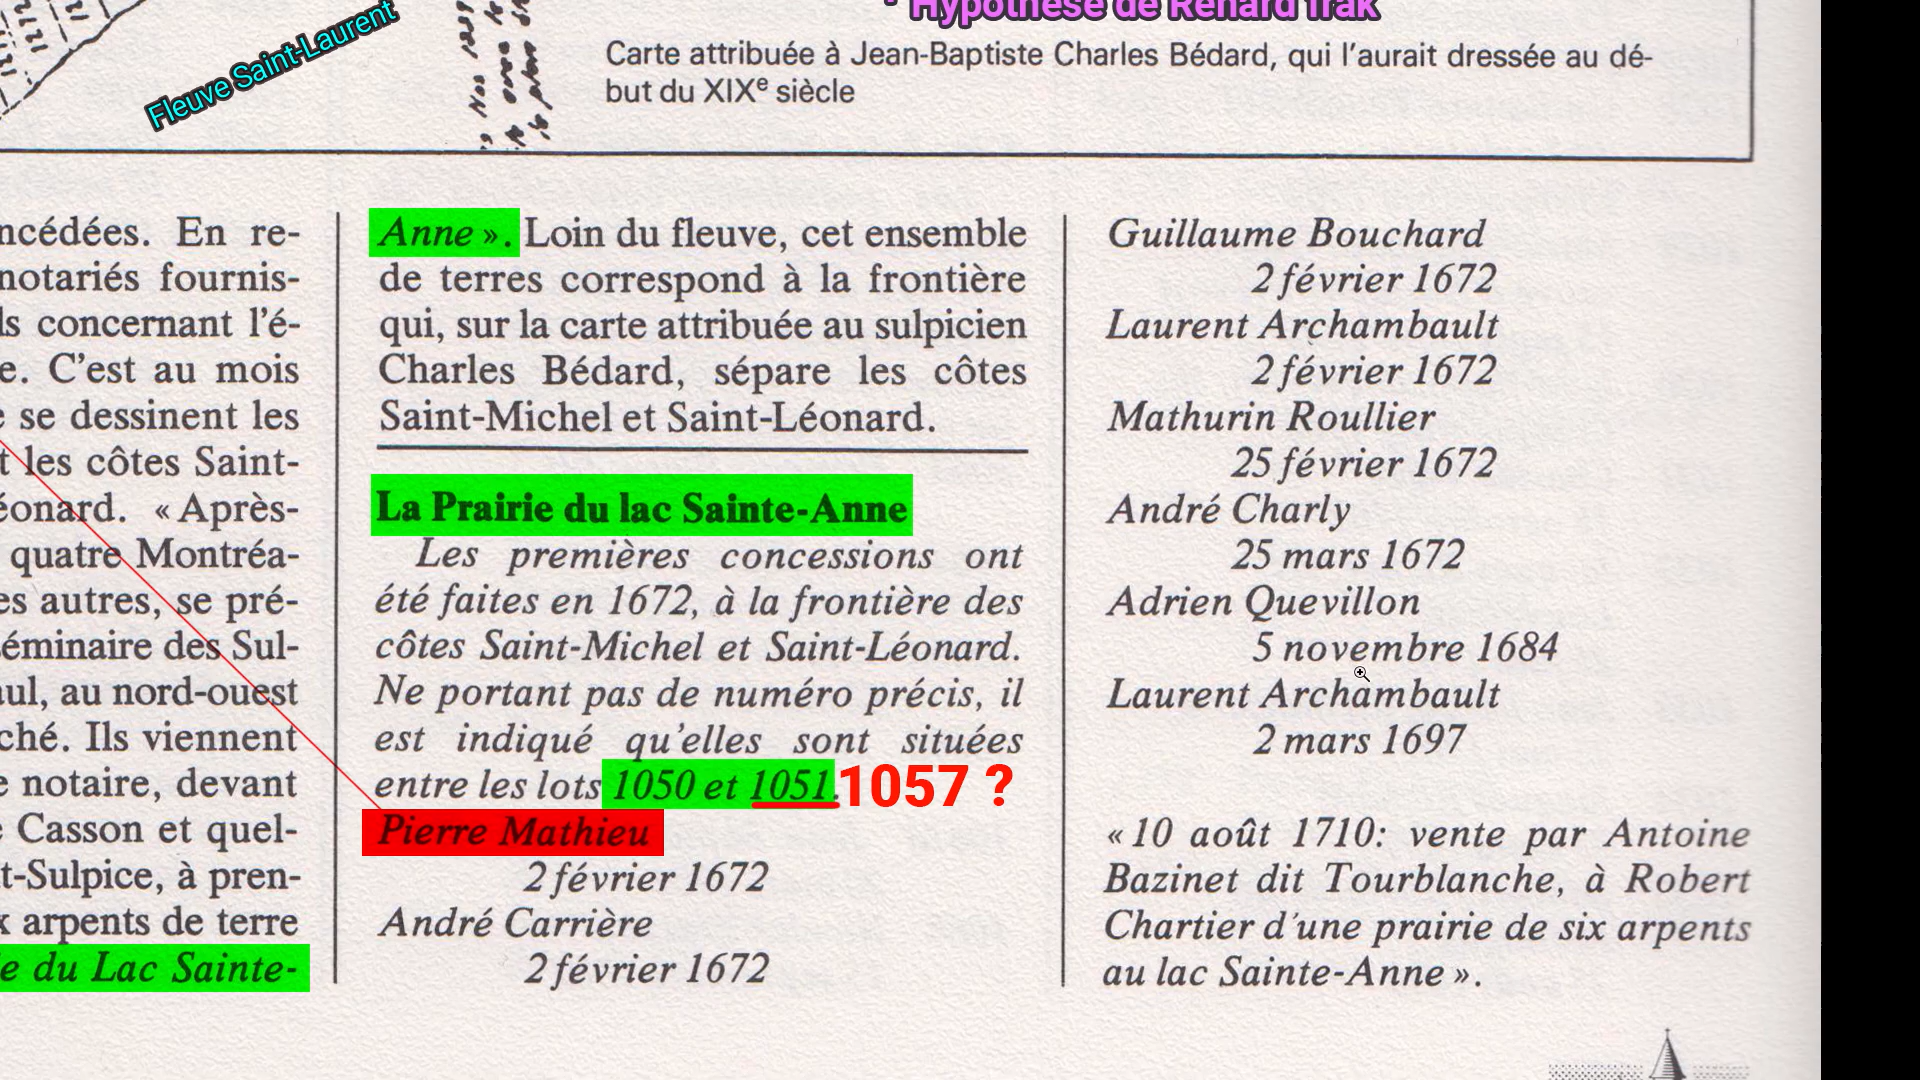 Hypothèse de Renard frak
Fleuve Saint-Laurent
Carte attribuée à Jean-Baptiste Charles Bédard, qui l'aurait dressée au dé-
but du XIXe siècle
ncédées. En re-
notariés fournis-
ls concernant l'é-
e. C'est au mois
se dessinent les
t les côtes Saint-
éonard. « Après-
quatre Montréa-
es autres, se pré-
éminaire des Sul-
aul, au nord-ouest
ché. Ils viennent
e notaire, devant
e Casson et quel-
t-Sulpice, à pren-
x arpents de terre
e du Lac Sainte-
Anne ». Loin du fleuve, cet ensemble
de terres correspond à la frontière
qui, sur la carte attribuée au sulpicien
Charles Bédard, sépare les côtes
Saint-Michel et Saint-Léonard.
La Prairie du lac Sainte-Anne
Les premières concessions ont
été faites en 1672, à la frontière des
côtes Saint-Michel et Saint-Léonard.
Ne portant pas de numéro précis, il
est indiqué qu'elles sont situées
entre les lots 1050 et 1051. 1057 ?
Pierre Mathieu
2 février 1672
André Carrière
2 février 1672
Guillaume Bouchard
2 février 1672
Laurent Archambault
2 février 1672
Mathurin Roullier
25 février 1672
André Charly
25 mars 1672
Adrien Quevillon
5 novembre 1684
Laurent Archambault
2 mars 1697
« 10 août 1710: vente par Antoine
Bazinet dit Tourblanche, à Robert
Chartier d'une prairie de six arpents
au lac Sainte-Anne ».